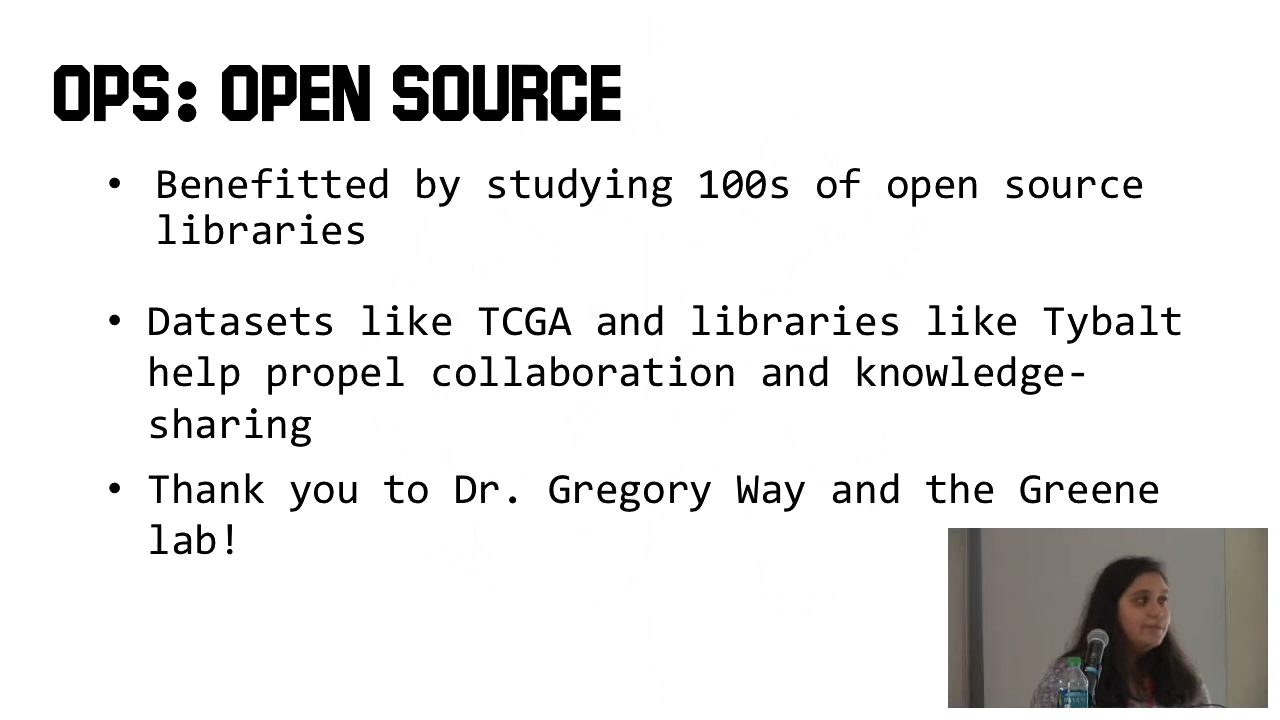 OPS: OPEN SOURCE
• Benefitted by studying 100s of open source
libraries
• Datasets like TCGA and libraries like Tybalt
help propel collaboration and knowledge-
sharing
• Thank you to Dr. Gregory Way and the Greene
lab!